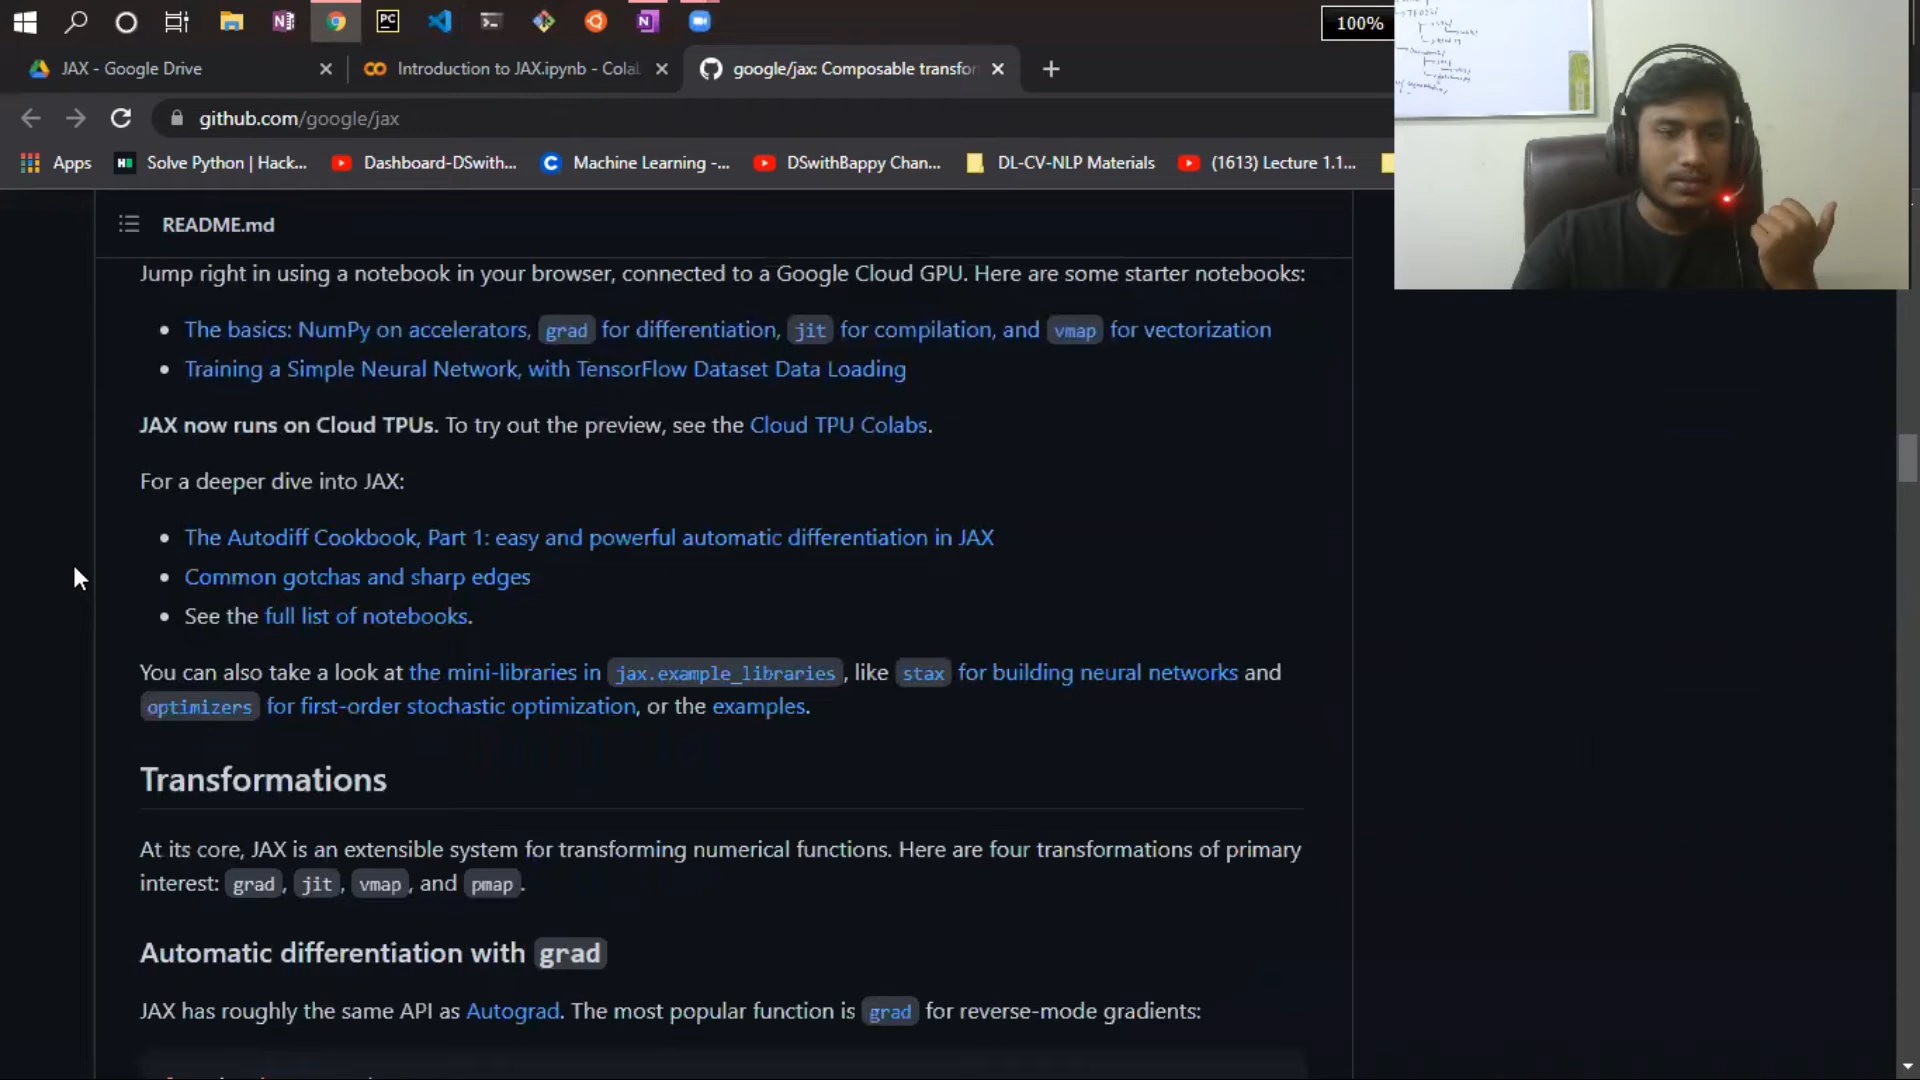 100%
JAX - Google Drive
Introduction to JAX.ipynb - Cola
google/jax: Composable transfor
github.com/google/jax
Apps
Solve Python | Hack...
Dashboard-DSwith...
Machine Learning -...
DSwithBappy Chan...
DL-CV-NLP Materials
(1613) Lecture 1.1...
README.md
Jump right in using a notebook in your browser, connected to a Google Cloud GPU. Here are some starter notebooks:
The basics: NumPy on accelerators, grad for differentiation, jit for compilation, and vmap for vectorization
Training a Simple Neural Network, with TensorFlow Dataset Data Loading
JAX now runs on Cloud TPUs. To try out the preview, see the Cloud TPU Colabs.
For a deeper dive into JAX:
The Autodiff Cookbook, Part 1: easy and powerful automatic differentiation in JAX
Common gotchas and sharp edges
See the full list of notebooks.
You can also take a look at the mini-libraries in jax.example_libraries, like stax for building neural networks and
optimizers for first-order stochastic optimization, or the examples.
Transformations
At its core, JAX is an extensible system for transforming numerical functions. Here are four transformations of primary
interest: grad, jit, vmap, and pmap.
Automatic differentiation with grad
JAX has roughly the same API as Autograd. The most popular function is grad for reverse-mode gradients: